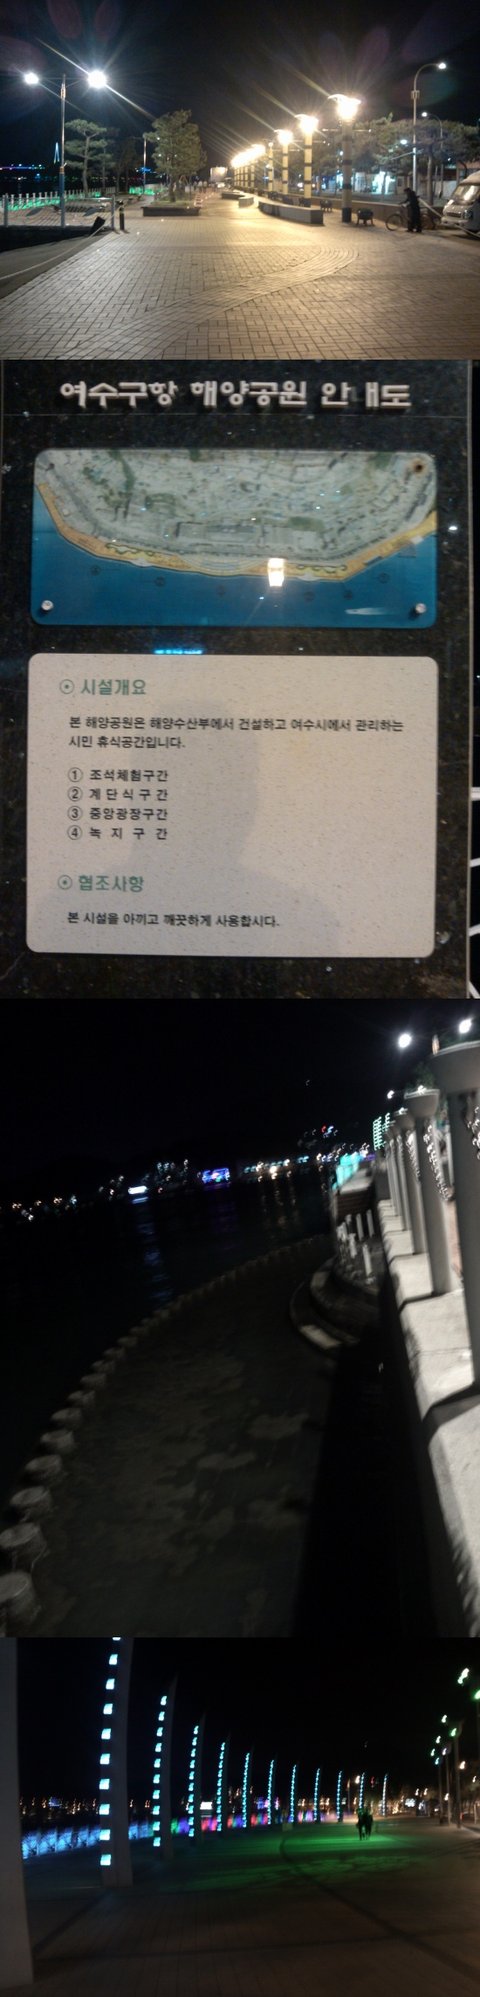 여수구항 해양공원 안내도
시설개요
본 해양공원은 해양수산부에서 건설하고 여수시에서 관리하는
시민 휴식공간입니다.
① 조석체험구간
② 계단식구간
③ 중앙광장구간
④ 녹지구간
협조사항
본 시설을 아끼고 깨끗하게 사용합시다.